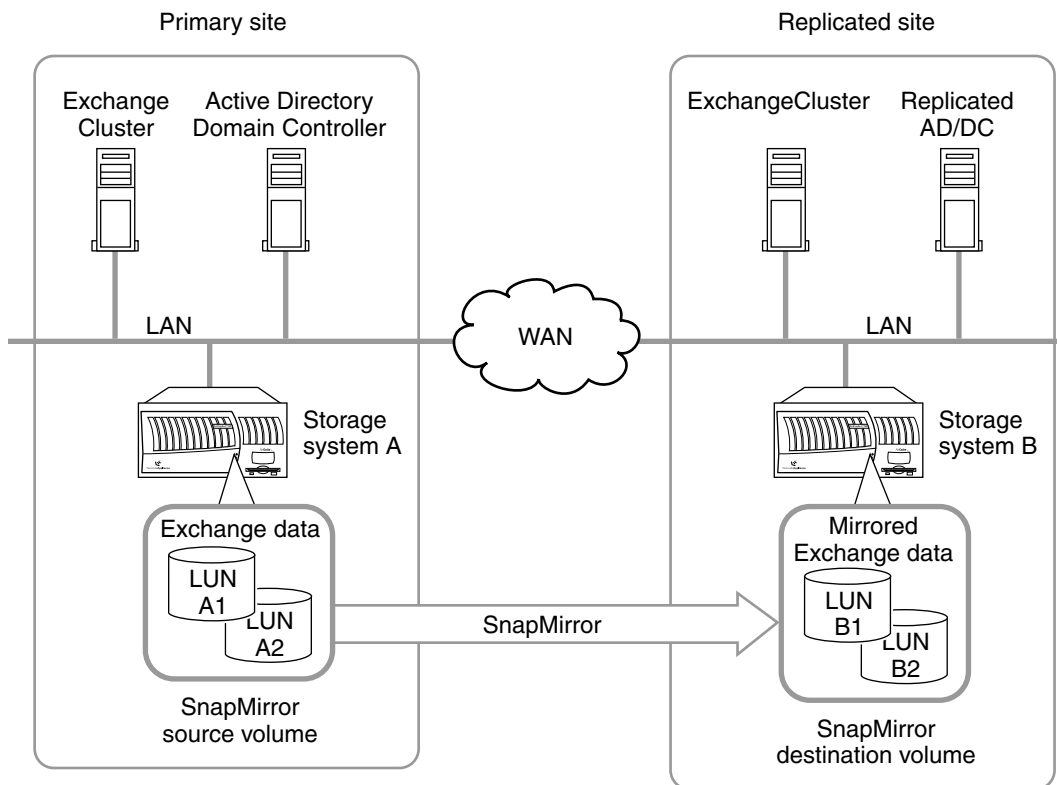 Primary site
Replicated site
Exchange
Cluster
Active Directory
Domain Controller
ExchangeCluster
Replicated
AD/DC
LAN
WAN
LAN
Storage
system A
Storage
system B
Exchange data
LUN
A1
LUN
A2
SnapMirror
Mirrored
Exchange data
LUN
B1
LUN
B2
SnapMirror
source volume
SnapMirror
destination volume